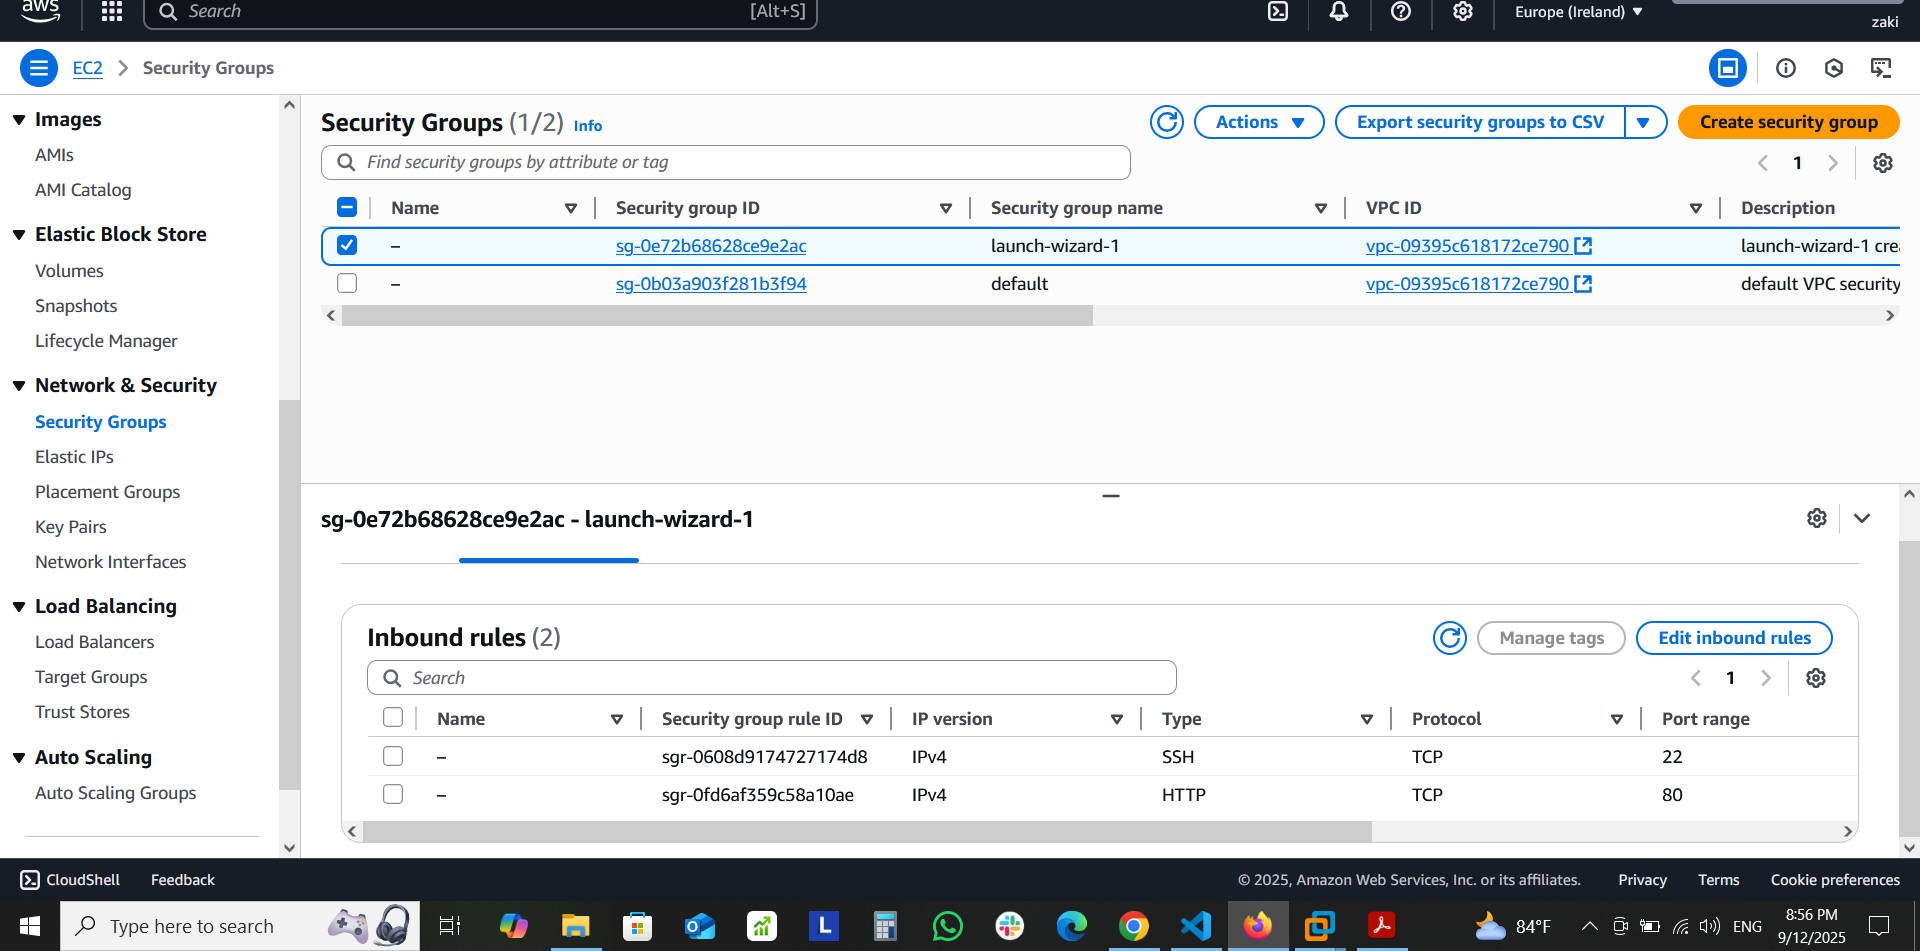 aws
Search
[Alt+S]
Europe (Ireland)
zaki
EC2
Security Groups
Images
AMIs
AMI Catalog
Elastic Block Store
Volumes
Snapshots
Lifecycle Manager
Network & Security
Security Groups
Elastic IPs
Placement Groups
Key Pairs
Network Interfaces
Load Balancing
Load Balancers
Target Groups
Trust Stores
Auto Scaling
Auto Scaling Groups
Security Groups (1/2) Info
Actions
Export security groups to CSV
Create security group
Find security groups by attribute or tag
1
Name Security group ID Security group name VPC ID Description
– sg-0e72b68628ce9e2ac launch-wizard-1 vpc-09395c618172ce790 launch-wizard-1 crea
– sg-0b03a903f281b3f94 default vpc-09395c618172ce790 default VPC security
sg-0e72b68628ce9e2ac - launch-wizard-1
Inbound rules (2)
Manage tags
Edit inbound rules
Search
1
Name Security group rule ID IP version Type Protocol Port range
– sgr-0608d9174727174d8 IPv4 SSH TCP 22
– sgr-0fd6af359c58a10ae IPv4 HTTP TCP 80
CloudShell Feedback
© 2025, Amazon Web Services, Inc. or its affiliates. Privacy Terms Cookie preferences
Type here to search
L
84°F
ENG
8:56 PM
9/12/2025